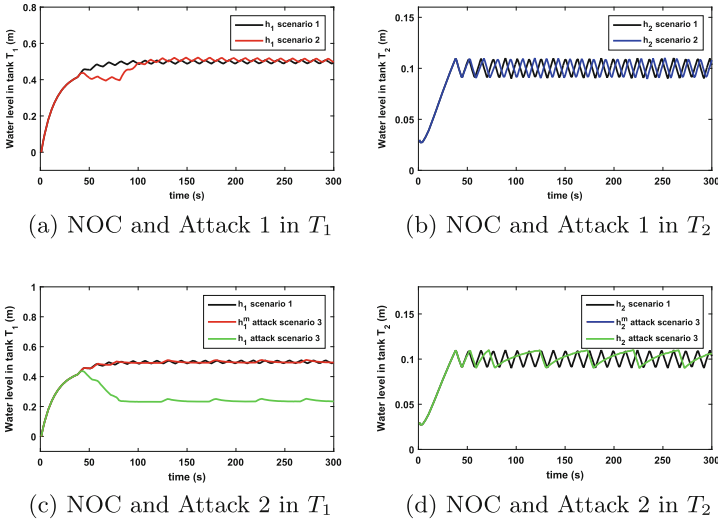 0.8
0.6
0.4
0.2
0
Water level in tank T1 (m)
h1 scenario 1
h1 scenario 2
0 50 100 150 200 250 300
time (s)
(a) NOC and Attack 1 in T1
0.15
0.1
0.05
0
Water level in tank T2 (m)
h2 scenario 1
h2 scenario 2
0 50 100 150 200 250 300
time (s)
(b) NOC and Attack 1 in T2
1
0.8
0.6
0.4
0.2
0
Water level in tank T1 (m)
h1 scenario 1
h1^m attack scenario 3
h1 attack scenario 3
0 50 100 150 200 250 300
time (s)
(c) NOC and Attack 2 in T1
0.15
0.1
0.05
0
Water level in tank T2 (m)
h2 scenario 1
h2^m attack scenario 3
h2 attack scenario 3
0 50 100 150 200 250 300
time (s)
(d) NOC and Attack 2 in T2